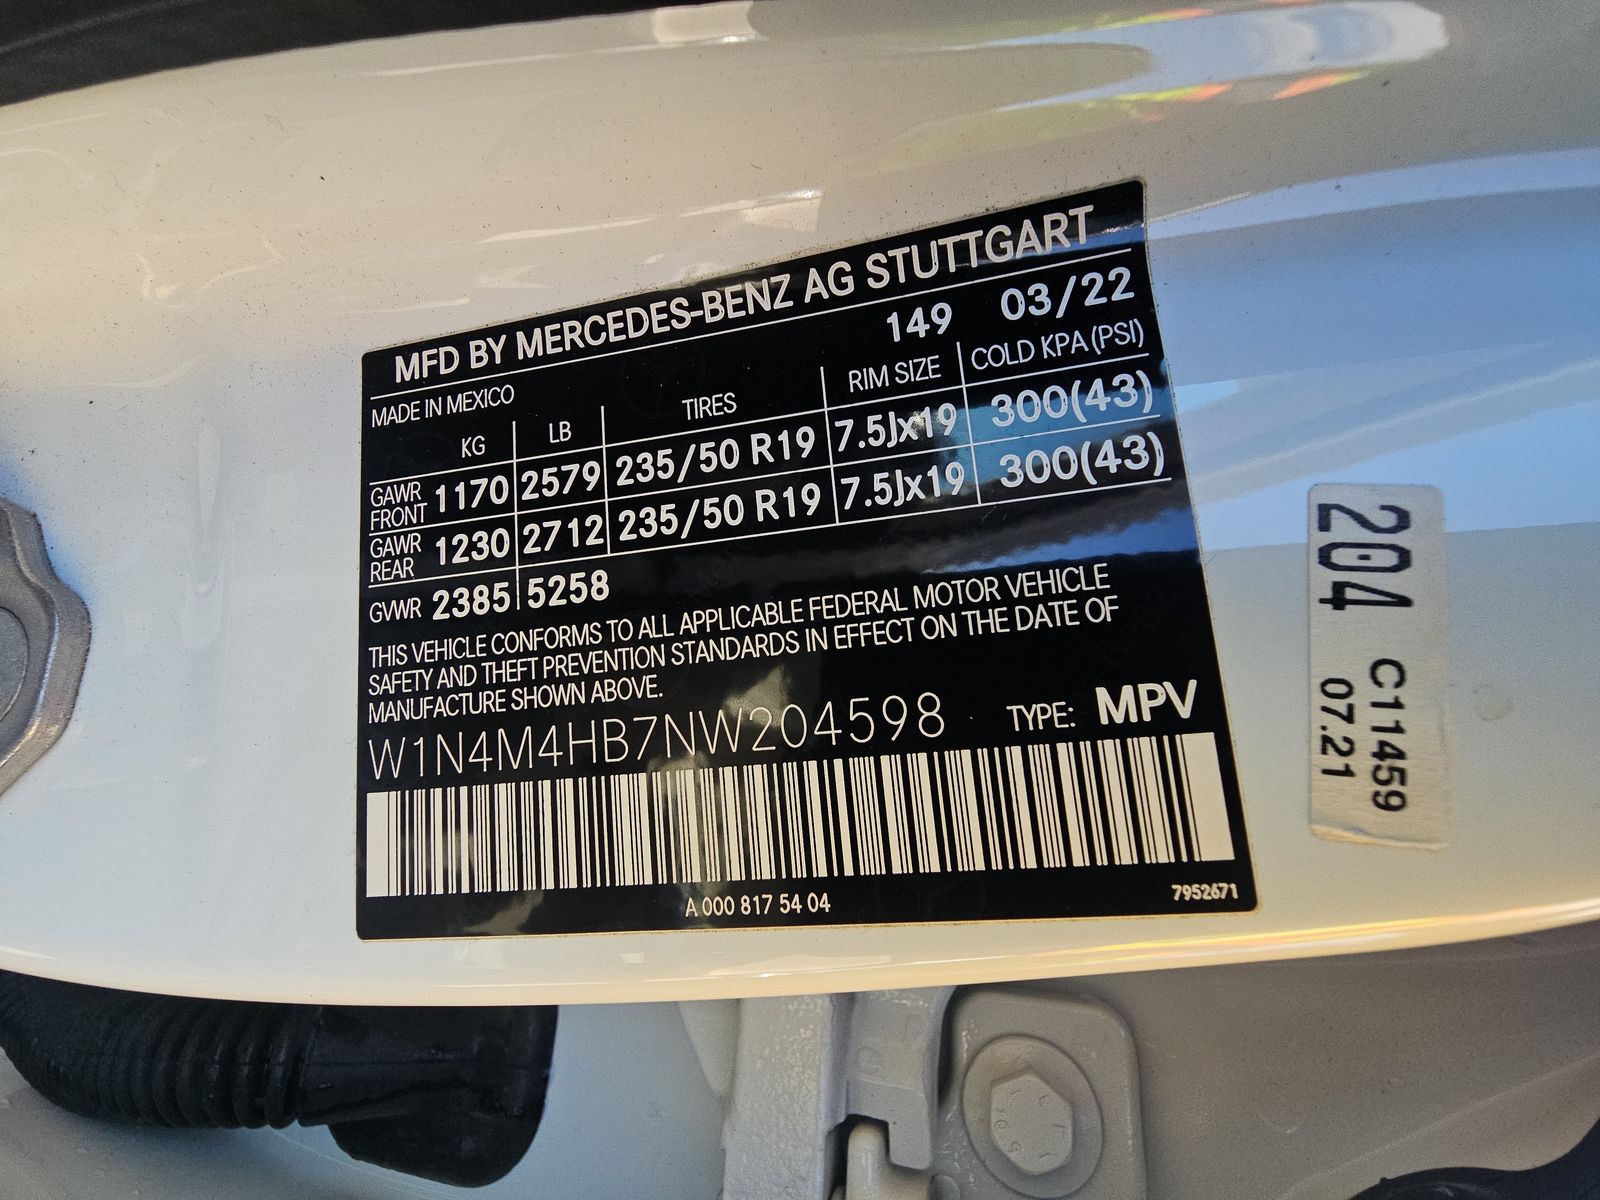 MFD BY MERCEDES-BENZ AG STUTTGART
149 03/22
MADE IN MEXICO
KG LB TIRES RIM SIZE COLD KPA (PSI)
GAWR FRONT 1170 2579 235/50 R19 7.5Jx19 300(43)
GAWR REAR 1230 2712 235/50 R19 7.5Jx19 300(43)
GVWR 2385 5258
THIS VEHICLE CONFORMS TO ALL APPLICABLE FEDERAL MOTOR VEHICLE
SAFETY AND THEFT PREVENTION STANDARDS IN EFFECT ON THE DATE OF
MANUFACTURE SHOWN ABOVE.
W1N4M4HB7NW204598 TYPE: MPV
A 000 817 54 04 7952671
204 C11459
07.21